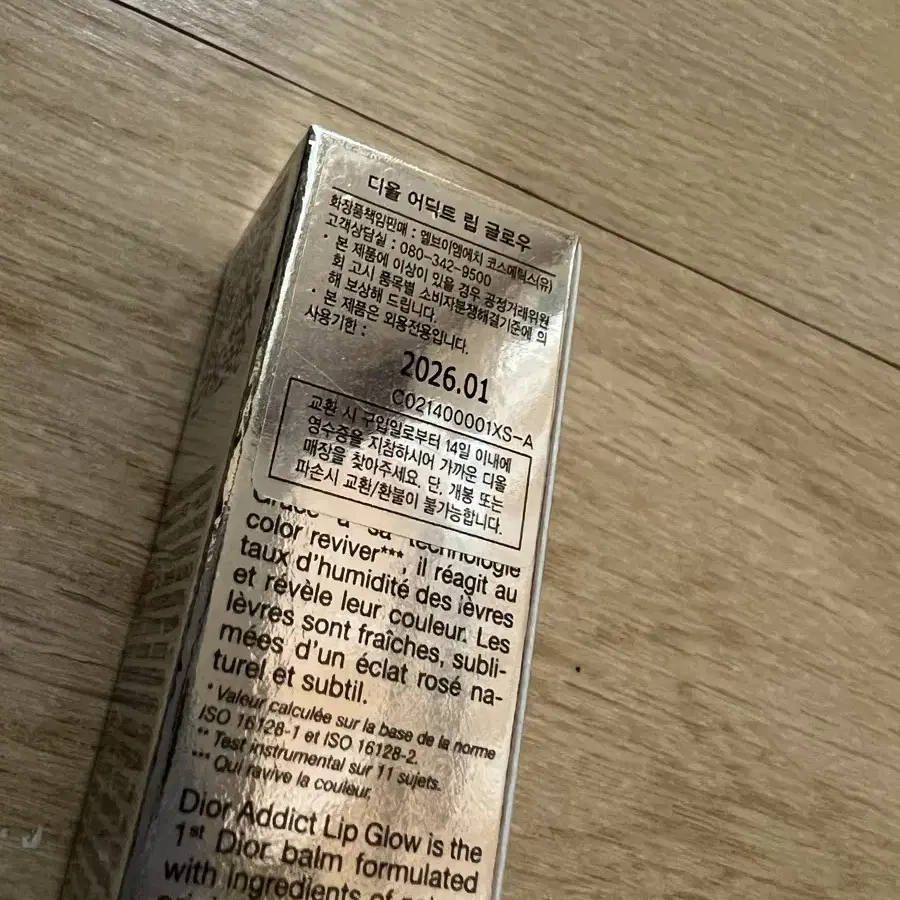 디올 어딕트 립 글로우
화장품책임판매 : 엘브이엠에치 코스메틱스(유)
고객상담실 : 080-342-9500
· 본 제품에 이상이 있을 경우 공정거래위원
회 고시 품목별 소비자분쟁해결기준에 의
해 보상해 드립니다.
· 본 제품은 외용전용입니다.
사용기한 :
2026.01
C021400001XS-A
교환 시 구입일로부터 14일 이내에
영수증을 지참하시어 가까운 디올
매장을 찾아주세요. 단, 개봉 또는
파손시 교환/환불이 불가능합니다.
Grâce à sa technologie
color reviver***, il réagit au
taux d'humidité des lèvres
et révèle leur couleur. Les
lèvres sont fraîches, subli-
mées d'un éclat rosé na-
turel et subtil.
* Valeur calculée sur la base de la norme
ISO 16128-1 et ISO 16128-2.
** Test instrumental sur 11 sujets.
*** Qui ravive la couleur.
Dior Addict Lip Glow is the
1st Dior balm formulated
with ingredients of